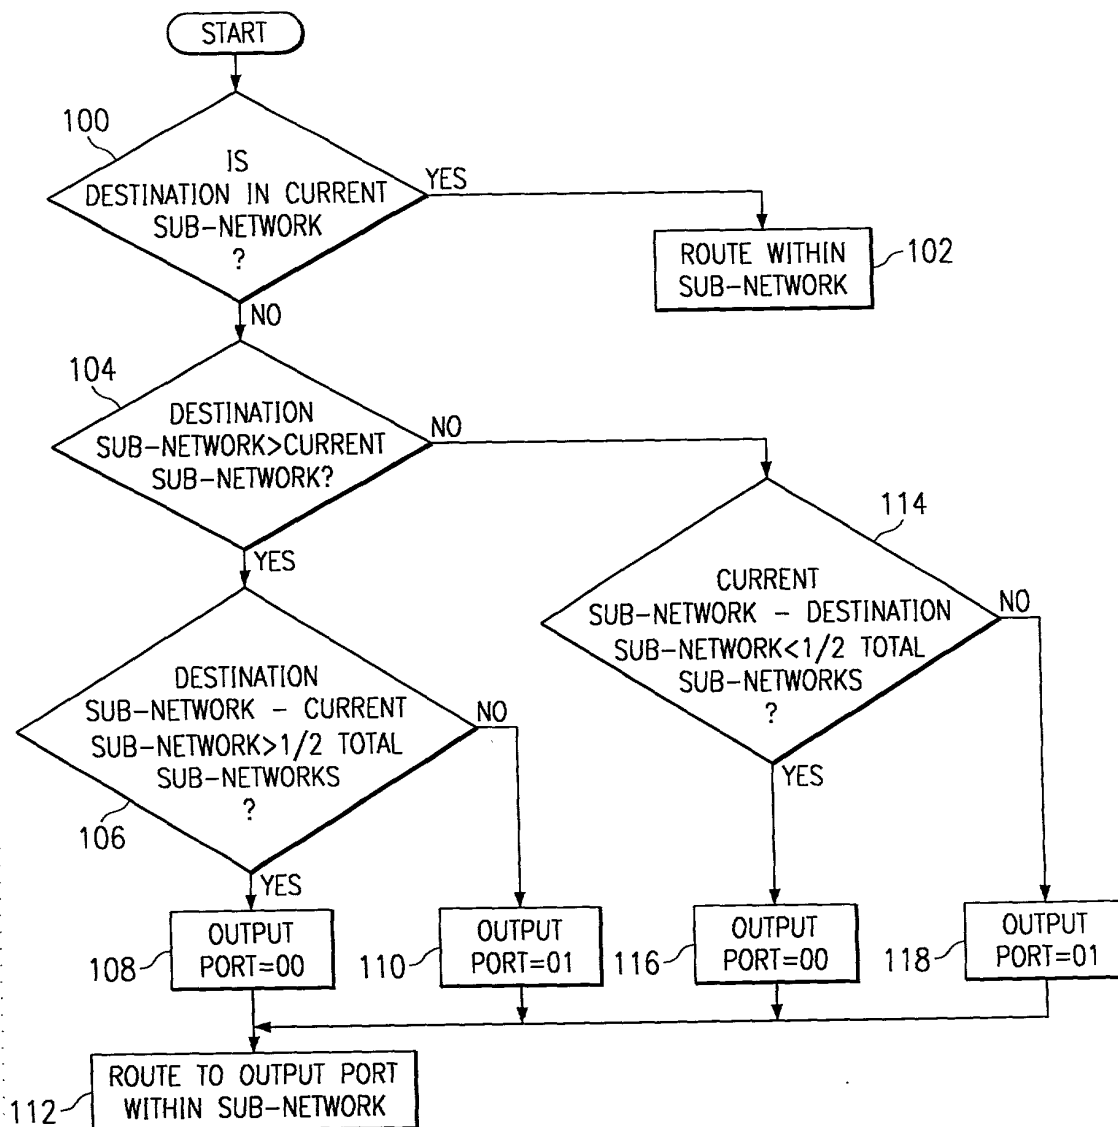 START
100
IS
DESTINATION IN CURRENT
SUB-NETWORK
?
YES
ROUTE WITHIN
SUB-NETWORK
102
NO
104
DESTINATION
SUB-NETWORK>CURRENT
SUB-NETWORK?
NO
YES
114
CURRENT
SUB-NETWORK - DESTINATION
SUB-NETWORK<1/2 TOTAL
SUB-NETWORKS
?
NO
YES
DESTINATION
SUB-NETWORK - CURRENT
SUB-NETWORK>1/2 TOTAL
SUB-NETWORKS
?
NO
106
YES
108
OUTPUT
PORT=00
110
OUTPUT
PORT=01
116
OUTPUT
PORT=00
118
OUTPUT
PORT=01
112
ROUTE TO OUTPUT PORT
WITHIN SUB-NETWORK